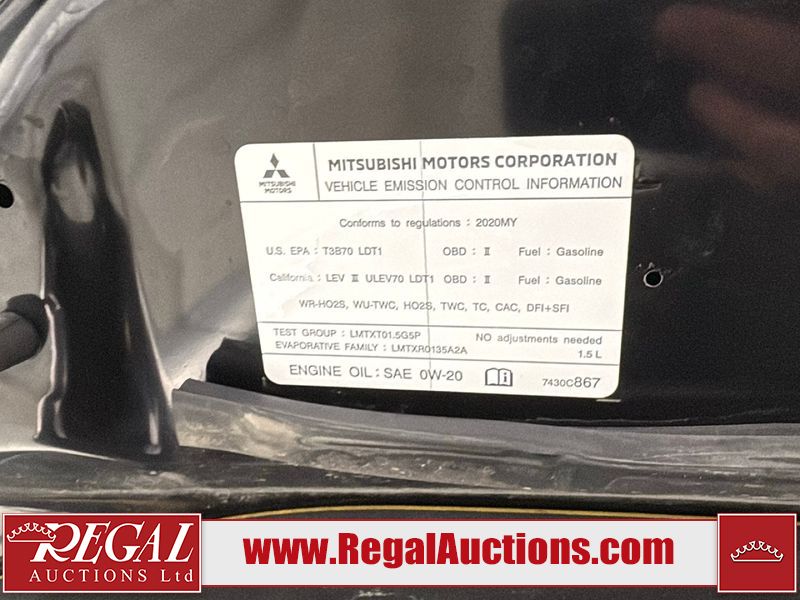 MITSUBISHI
MOTORS
MITSUBISHI MOTORS CORPORATION
VEHICLE EMISSION CONTROL INFORMATION
Conforms to regulations : 2020MY
U.S. EPA : T3B70 LDT1 OBD : II Fuel : Gasoline
California : LEV III ULEV70 LDT1 OBD : II Fuel : Gasoline
WR-HO2S, WU-TWC, HO2S, TWC, TC, CAC, DFI+SFI
TEST GROUP : LMTXT01.5G5P NO adjustments needed
EVAPORATIVE FAMILY : LMTXR0135A2A 1.5 L
ENGINE OIL : SAE 0W-20 7430C867
REGAL
AUCTIONS Ltd
www.RegalAuctions.com